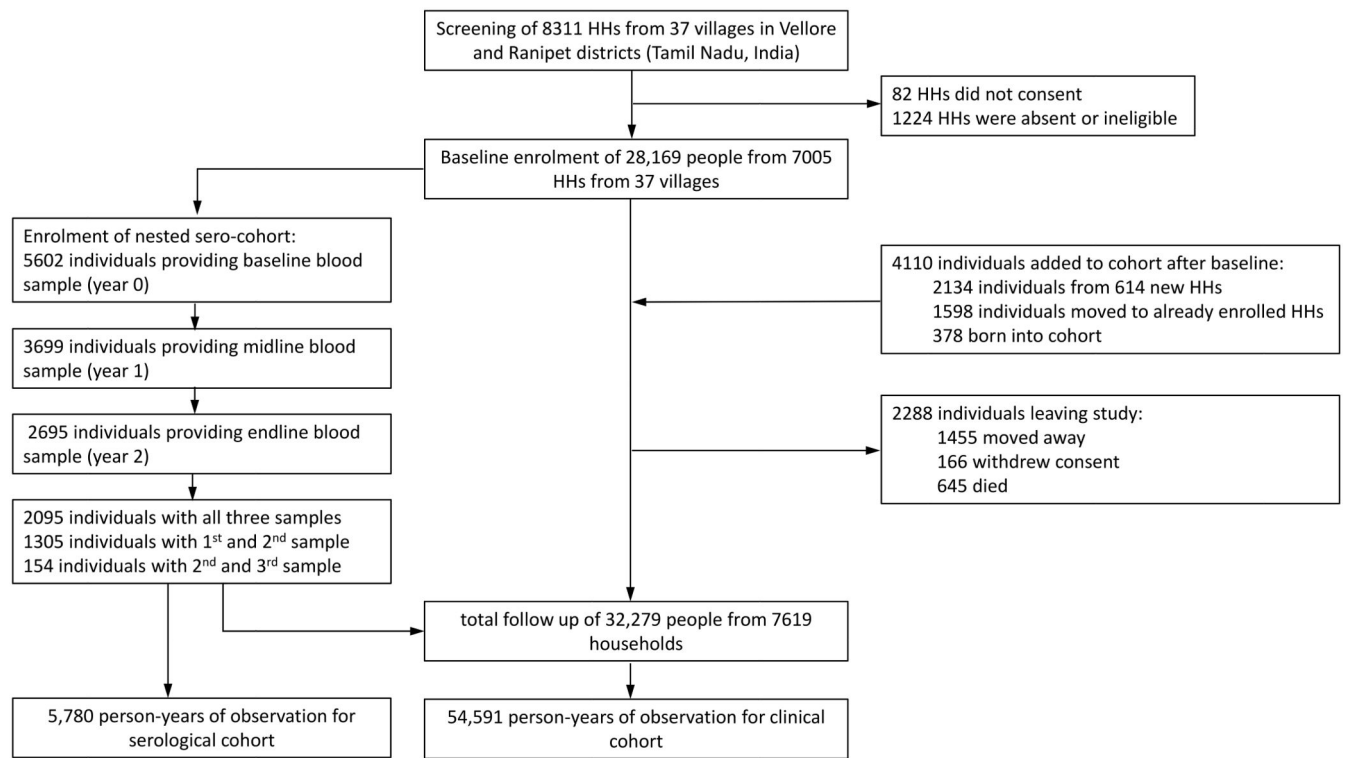 Screening of 8311 HHs from 37 villages in Vellore
and Ranipet districts (Tamil Nadu, India)
82 HHs did not consent
1224 HHs were absent or ineligible
Baseline enrolment of 28,169 people from 7005
HHs from 37 villages
Enrolment of nested sero-cohort:
5602 individuals providing baseline blood
sample (year 0)
4110 individuals added to cohort after baseline:
2134 individuals from 614 new HHs
1598 individuals moved to already enrolled HHs
378 born into cohort
3699 individuals providing midline blood
sample (year 1)
2695 individuals providing endline blood
sample (year 2)
2288 individuals leaving study:
1455 moved away
166 withdrew consent
645 died
2095 individuals with all three samples
1305 individuals with 1st and 2nd sample
154 individuals with 2nd and 3rd sample
total follow up of 32,279 people from 7619
households
5,780 person-years of observation for
serological cohort
54,591 person-years of observation for clinical
cohort